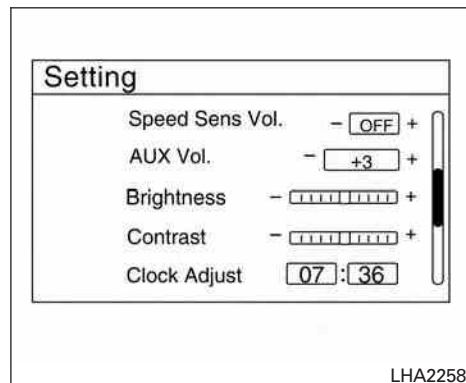 Setting
Speed Sens Vol. - OFF +
AUX Vol. - +3 +
Brightness - +
Contrast - +
Clock Adjust 07 : 36
LHA2258